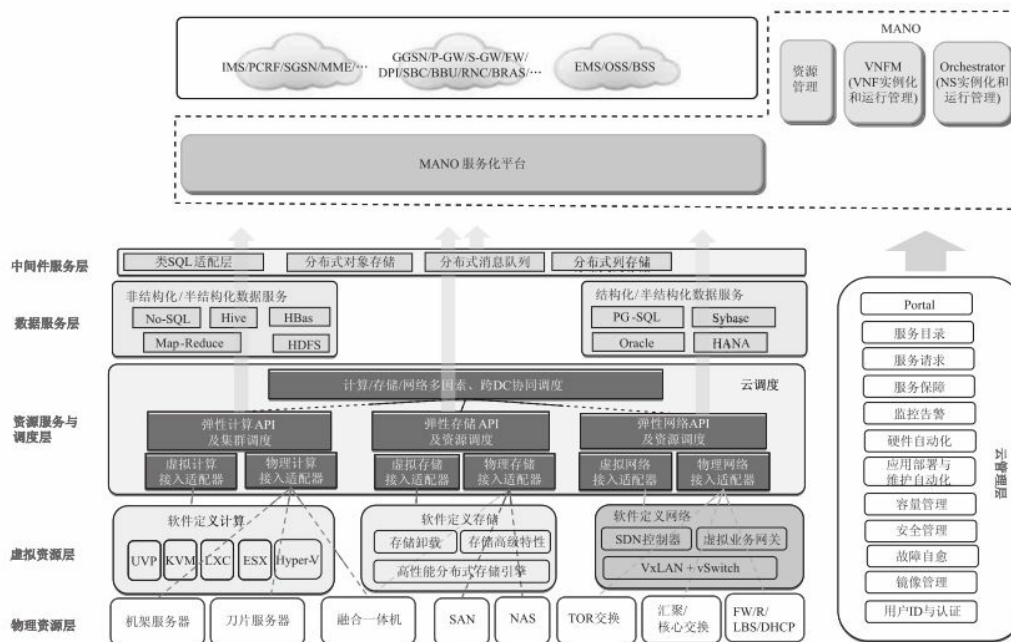 MANO
IMS/PCRF/SGSN/MME/…
GGSN/P-GW/S-GW/FW/
DPI/SBC/BBU/RNC/BRAS/…
EMS/OSS/BSS
资源
管理
VNFM
(VNF实例化
和运行管理)
Orchestrator
(NS实例化和
运行管理)
MANO 服务化平台
中间件服务层
类SQL适配层
分布式对象存储
分布式消息队列
分布式列存储
数据服务层
非结构化/半结构化数据服务
No-SQL
Hive
HBas
Map-Reduce
HDFS
结构化/半结构化数据服务
PG-SQL
Sybase
Oracle
HANA
资源服务与
调度层
计算/存储/网络多因素、跨DC协同调度
云调度
弹性计算API
及集群调度
弹性存储API
及资源调度
弹性网络API
及资源调度
虚拟计算
接入适配器
物理计算
接入适配器
虚拟存储
接入适配器
物理存储
接入适配器
虚拟网络
接入适配器
物理网络
接入适配器
虚拟资源层
软件定义计算
UVP
KVM
LXC
ESX
Hyper-V
软件定义存储
存储卸载
存储高级特性
高性能分布式存储引擎
软件定义网络
SDN控制器
虚拟业务网关
VxLAN + vSwitch
物理资源层
机架服务器
刀片服务器
融合一体机
SAN
NAS
TOR交换
汇聚/
核心交换
FW/R/
LBS/DHCP
Portal
服务目录
服务请求
服务保障
监控告警
硬件自动化
应用部署与
维护自动化
容量管理
安全管理
故障自愈
镜像管理
用户ID与认证
云管理层